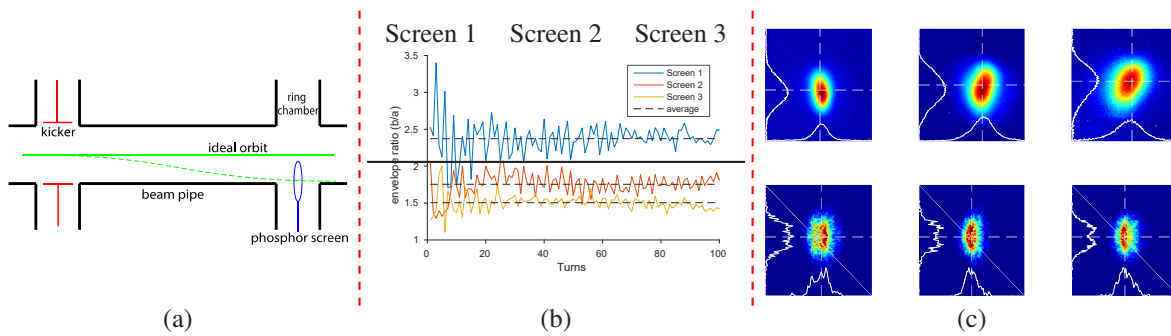 kicker
ring
chamber
ideal orbit
beam pipe
phosphor screen
(a)
Screen 1 Screen 2 Screen 3
3.5
3
2.5
2
1.5
1
envelope ratio (b/a)
Screen 1
Screen 2
Screen 3
average
0 20 40 60 80 100
Turns
(b)
(c)